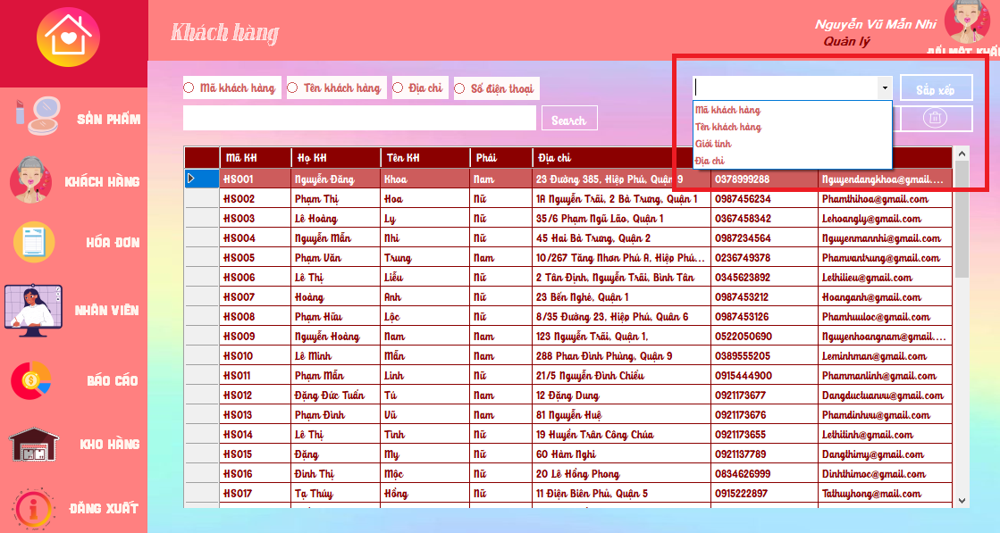 Khách hàng
Nguyễn Vũ Mẫn Nhi
Quản lý
SẢN PHẨM
KHÁCH HÀNG
HÓA ĐƠN
NHÂN VIÊN
BÁO CÁO
KHO HÀNG
ĐĂNG XUẤT
Mã khách hàng Tên khách hàng Địa chỉ Số điện thoại
Search
Sắp xếp
Mã khách hàng
Tên khách hàng
Giới tính
Địa chỉ
Mã KH Họ KH Tên KH Phái Địa chỉ
HS001 Nguyễn Đăng Khoa Nam 23 Đường 385, Hiệp Phú, Quận 9 0378999288 Nguyendangkhoa@gmail....
HS002 Phạm Thị Hoa Nữ 1A Nguyễn Trãi, 2 Bà Trưng, Quận 1 0987456234 Phamthihoa@gmail.com
HS003 Lê Hoàng Ly Nữ 35/6 Phạm Ngũ Lão, Quận 1 0367458342 Lehoangly@gmail.com
HS004 Nguyễn Mẫn Nhi Nữ 45 Hai Bà Trưng, Quận 2 0987234564 Nguyenmannhi@gmail.com
HS005 Phạm Văn Trung Nam 10/267 Tăng Nhơn Phú A, Hiệp Phú... 0236749378 Phamvantrung@gmail.com
HS006 Lê Thị Liễu Nữ 2 Tân Định, Nguyễn Trãi, Bình Tân 0345623892 Lethilieu@gmail.com
HS007 Hoàng Anh Nữ 23 Bến Nghé, Quận 1 0987453212 Hoanganh@gmail.com
HS008 Phạm Hữu Lộc Nữ 8/35 Đường 23, Hiệp Phú, Quận 6 0987453126 Phamhuuloc@gmail.com
HS009 Nguyễn Hoàng Nam Nam 123 Nguyễn Trãi, Quận 1, 0522050690 Nguyenhoangnam@gmail....
HS010 Lê Minh Mẫn Nam 288 Phan Đình Phùng, Quận 9 0389555205 Leminhman@gmail.com
HS011 Phạm Mẫn Linh Nữ 21/5 Nguyễn Đình Chiểu 0915444900 Phammanlinh@gmail.com
HS012 Đặng Đức Tuấn Tú Nam 12 Đặng Dung 0921173677 Dangductuanvu@gmail.com
HS013 Phạm Đình Vũ Nam 81 Nguyễn Huệ 0921173676 Phamdinhvu@gmail.com
HS014 Lê Thị Tình Nữ 19 Huyền Trân Công Chúa 0921173655 Lethitinh@gmail.com
HS015 Đặng My Nữ 60 Hàm Nghi 0921137789 Dangthimy@gmail.com
HS016 Đinh Thị Mộc Nữ 20 Lê Hồng Phong 0834626999 Dinhthimoc@gmail.com
HS017 Tạ Thúy Hồng Nữ 11 Điện Biên Phủ, Quận 5 0915222897 Tathuyhong@gmail.com